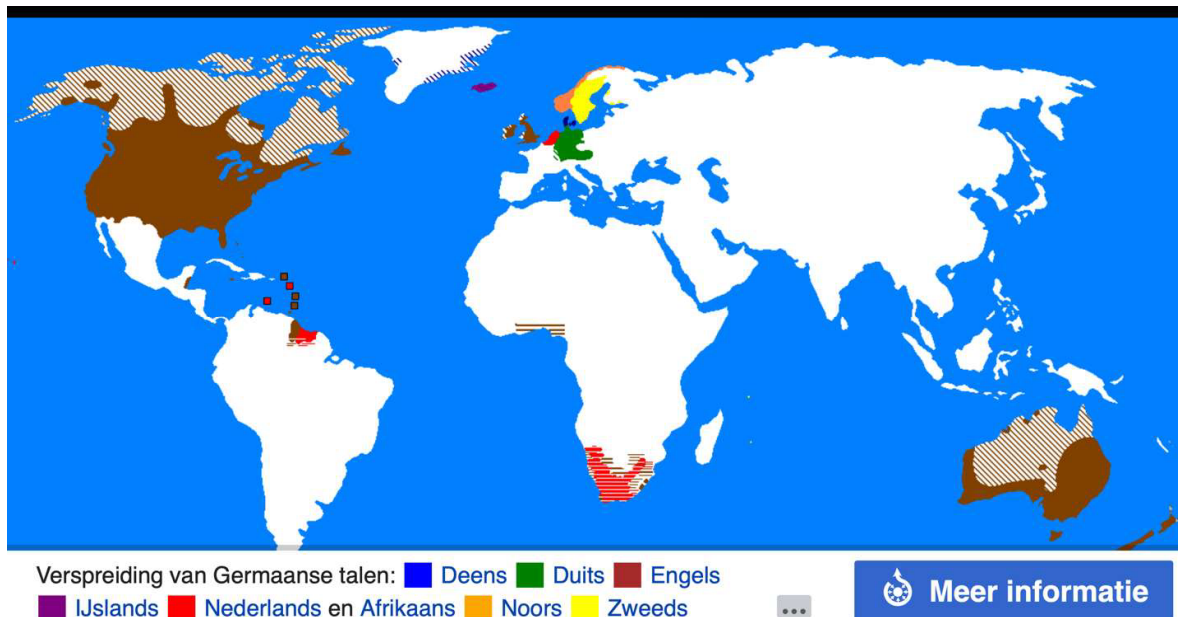 Verspreiding van Germaanse talen: Deens Duits Engels
IJslands Nederlands en Afrikaans Noors Zweeds ...
Meer informatie